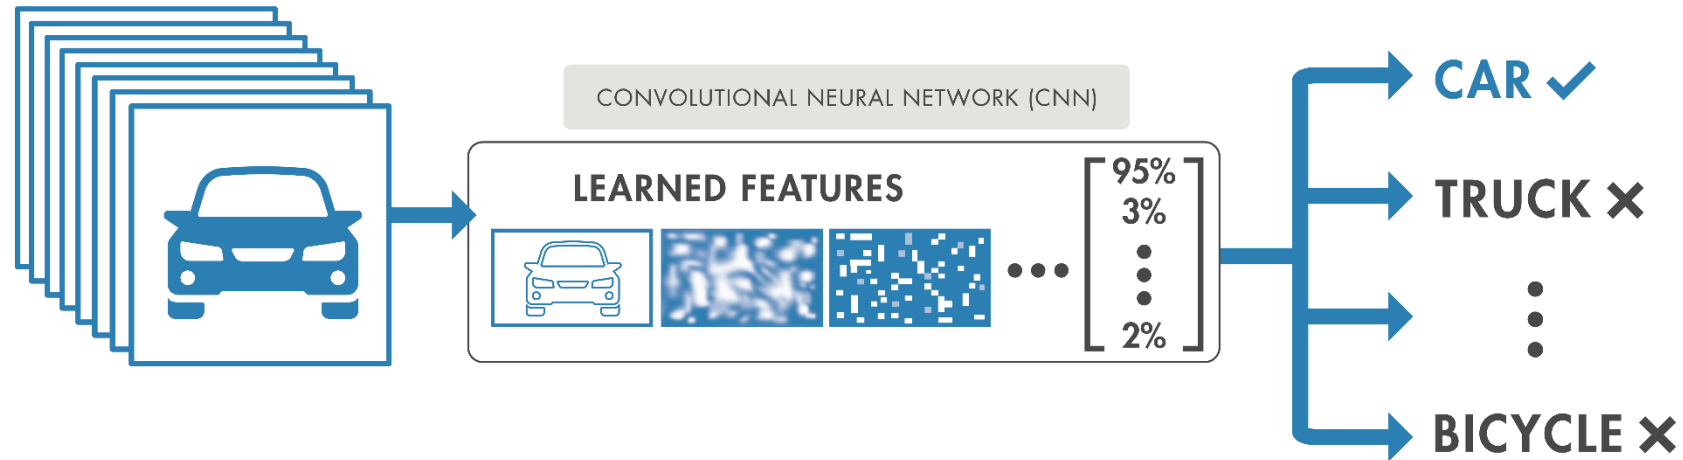 CONVOLUTIONAL NEURAL NETWORK (CNN)
LEARNED FEATURES
95%
3%
2%
CAR
TRUCK
BICYCLE